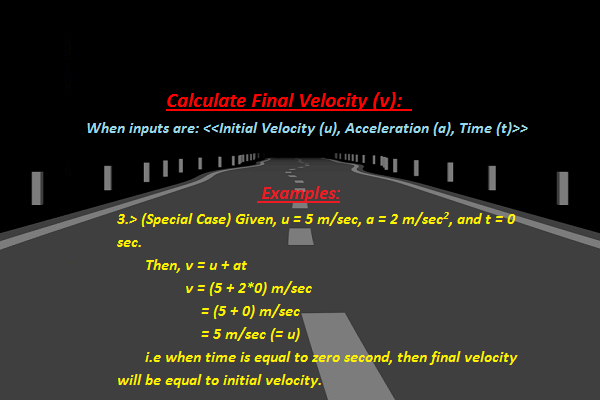 Calculate Final Velocity (v):
When inputs are: <<Initial Velocity (u), Acceleration (a), Time (t)>>
Examples:
3.> (Special Case) Given, u = 5 m/sec, a = 2 m/sec², and t = 0
sec.
Then, v = u + at
v = (5 + 2*0) m/sec
= (5 + 0) m/sec
= 5 m/sec (= u)
i.e when time is equal to zero second, then final velocity
will be equal to initial velocity.